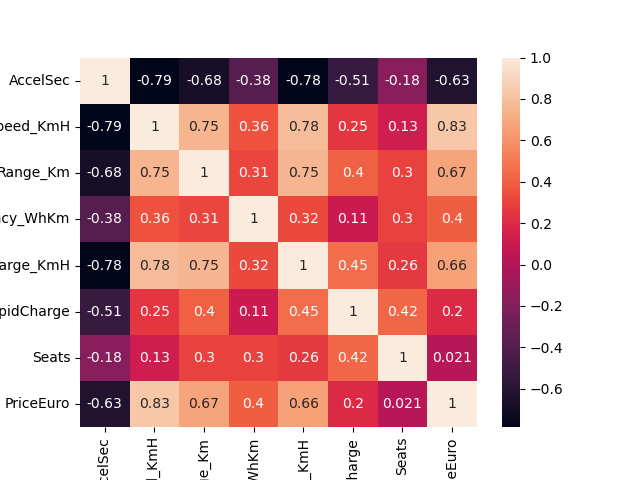 AccelSec 1 -0.79 -0.68 -0.38 -0.78 -0.51 -0.18 -0.63
peed_KmH -0.79 1 0.75 0.36 0.78 0.25 0.13 0.83
Range_Km -0.68 0.75 1 0.31 0.75 0.4 0.3 0.67
ncy_WhKm -0.38 0.36 0.31 1 0.32 0.11 0.3 0.4
arge_KmH -0.78 0.78 0.75 0.32 1 0.45 0.26 0.66
pidCharge -0.51 0.25 0.4 0.11 0.45 1 0.42 0.2
Seats -0.18 0.13 0.3 0.3 0.26 0.42 1 0.021
PriceEuro -0.63 0.83 0.67 0.4 0.66 0.2 0.021 1
celSec
d_KmH
ge_Km
WhKm
_KmH
harge
Seats
eEuro
1.0
0.8
0.6
0.4
0.2
0.0
−0.2
−0.4
−0.6